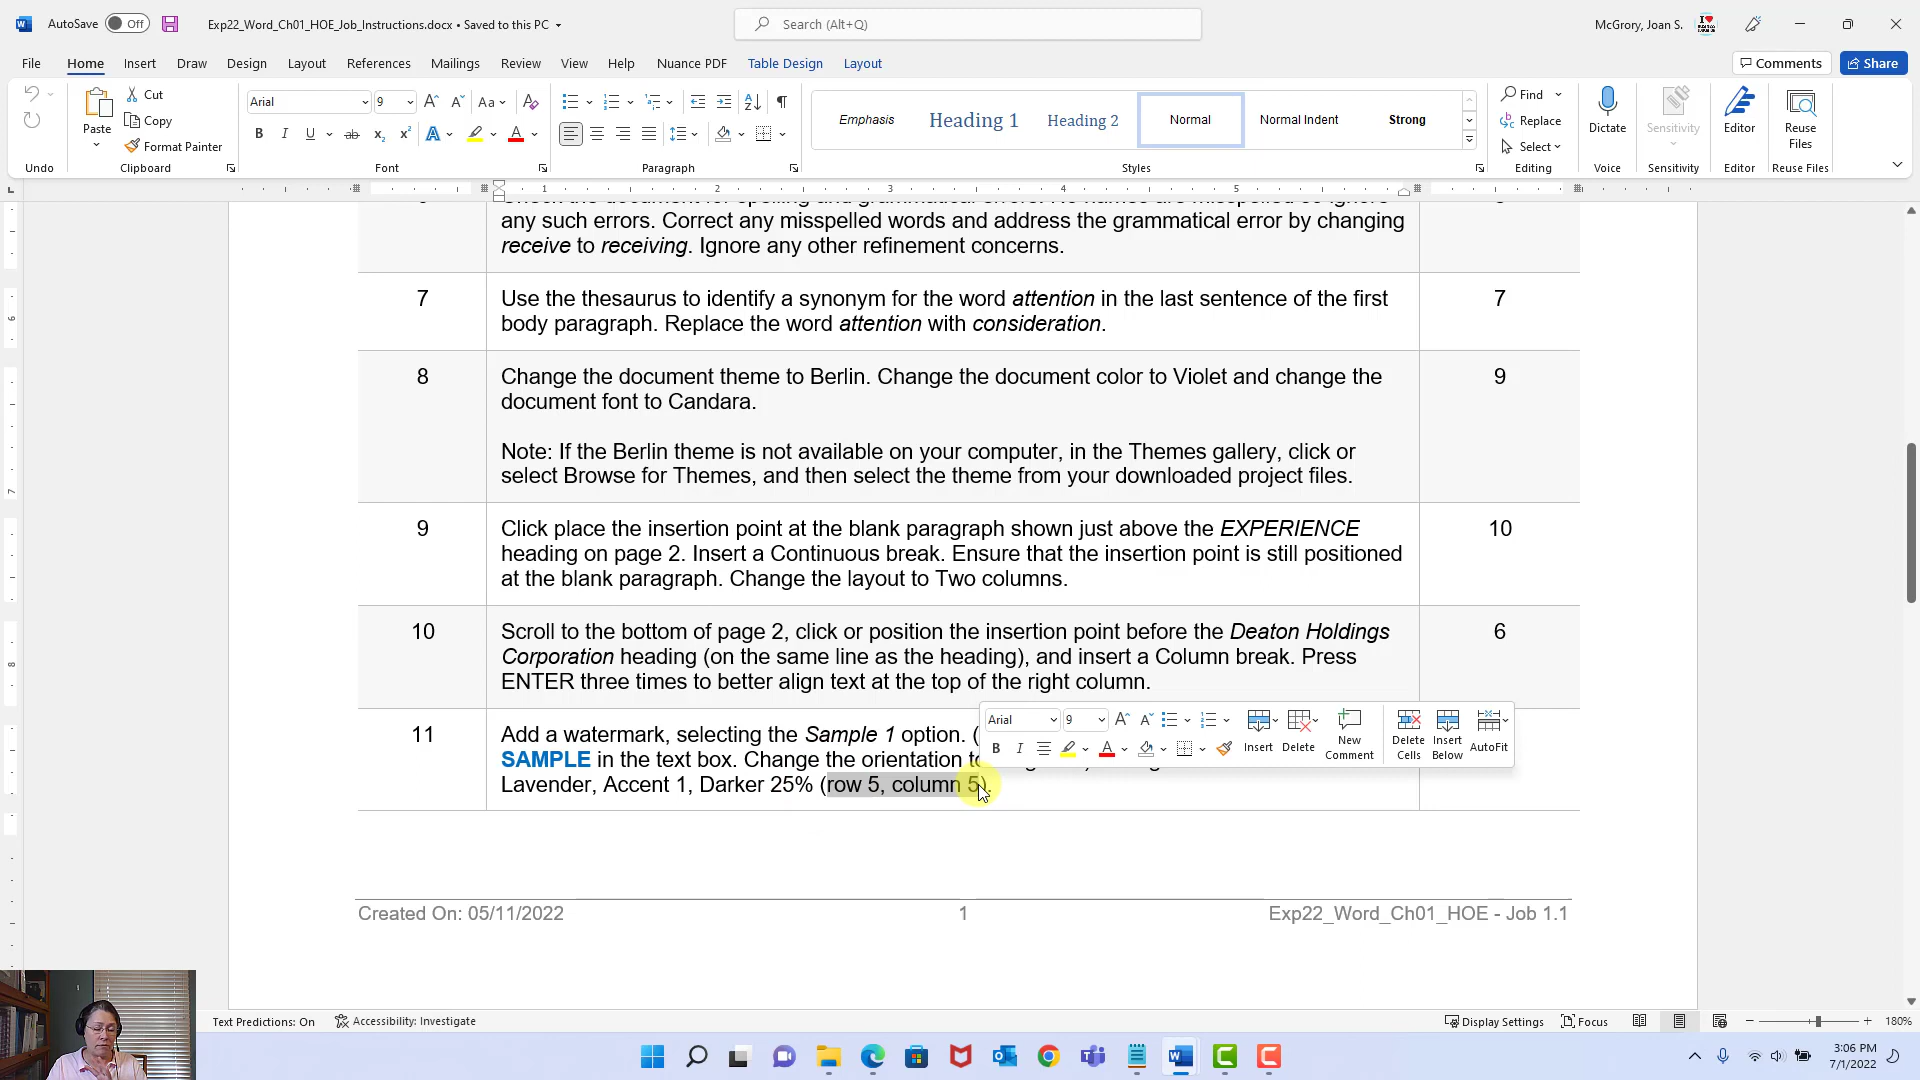 AutoSave Off Exp22_Word_Ch01_HOE_Job_Instructions.docx • Saved to this PC Search (Alt+Q) McGrory, Joan S.
File Home Insert Draw Design Layout References Mailings Review View Help Nuance PDF Table Design Layout Comments Share
Paste Cut Copy Format Painter
Arial 9
Emphasis Heading 1 Heading 2 Normal Normal Indent Strong
Find Replace Select
Dictate Sensitivity Editor Reuse Files
Undo Clipboard Font Paragraph Styles Editing Voice Sensitivity Editor Reuse Files
1 2 3 4 5
any such errors. Correct any misspelled words and address the grammatical error by changing
receive to receiving. Ignore any other refinement concerns.
7 Use the thesaurus to identify a synonym for the word attention in the last sentence of the first 7
body paragraph. Replace the word attention with consideration.
8 Change the document theme to Berlin. Change the document color to Violet and change the 9
document font to Candara.
Note: If the Berlin theme is not available on your computer, in the Themes gallery, click or
select Browse for Themes, and then select the theme from your downloaded project files.
9 Click place the insertion point at the blank paragraph shown just above the EXPERIENCE 10
heading on page 2. Insert a Continuous break. Ensure that the insertion point is still positioned
at the blank paragraph. Change the layout to Two columns.
10 Scroll to the bottom of page 2, click or position the insertion point before the Deaton Holdings 6
Corporation heading (on the same line as the heading), and insert a Column break. Press
ENTER three times to better align text at the top of the right column.
11 Add a watermark, selecting the Sample 1 option. (
SAMPLE in the text box. Change the orientation
Lavender, Accent 1, Darker 25% (row 5, column 5).
Arial 9
Insert Delete New Comment Delete Cells Insert Below AutoFit
Created On: 05/11/2022 1 Exp22_Word_Ch01_HOE - Job 1.1
Text Predictions: On Accessibility: Investigate Display Settings Focus 180%
3:06 PM
7/1/2022